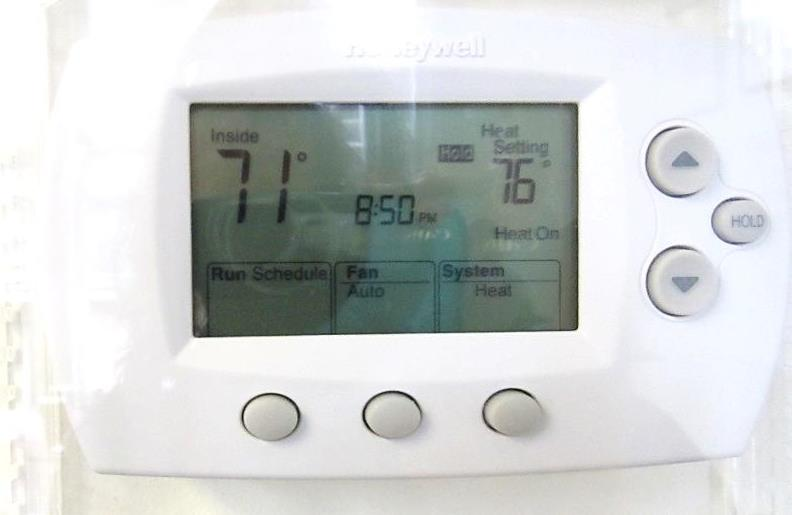 Honeywell
Inside
71°
Hold
Heat
Setting
76°
8:50 PM
Heat On
Run Schedule
Fan
Auto
System
Heat
HOLD